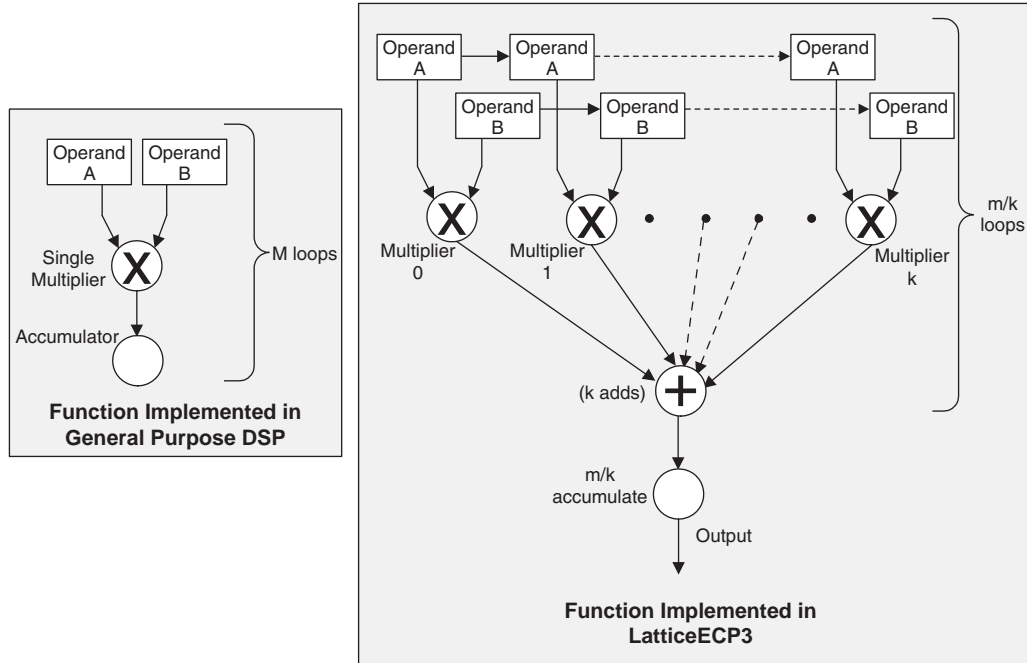 Operand
A
Operand
B
Single
Multiplier
X
Accumulator
M loops
Function Implemented in
General Purpose DSP
Operand
A
Operand
A
Operand
A
Operand
B
Operand
B
Operand
B
X
X
X
Multiplier
0
Multiplier
1
Multiplier
k
m/k
loops
(k adds)
+
m/k
accumulate
Output
Function Implemented in
LatticeECP3